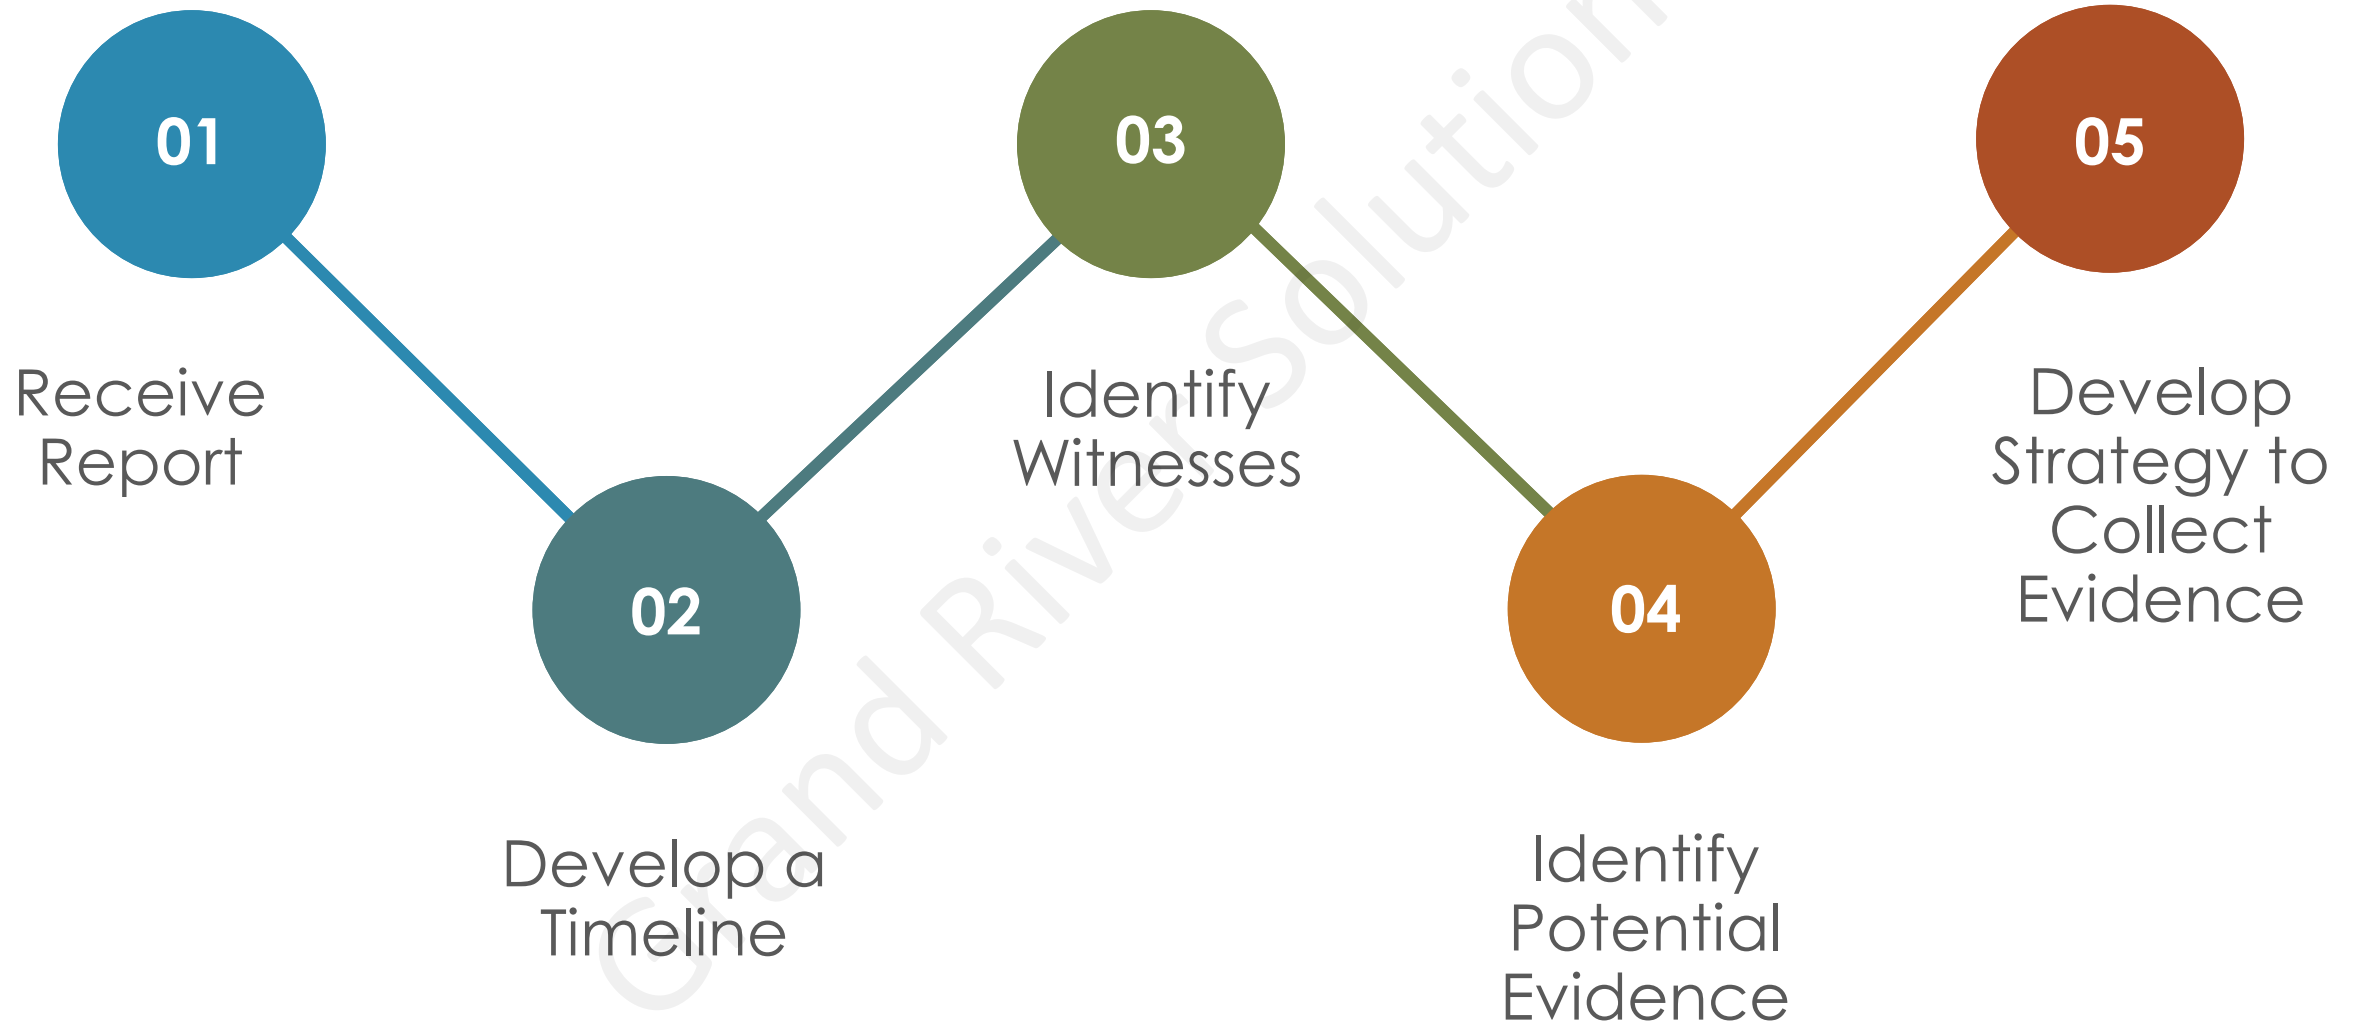 01
Receive
Report
02
Develop a
Timeline
03
Identify
Witnesses
04
Identify
Potential
Evidence
05
Develop
Strategy to
Collect
Evidence
Grand River Solution